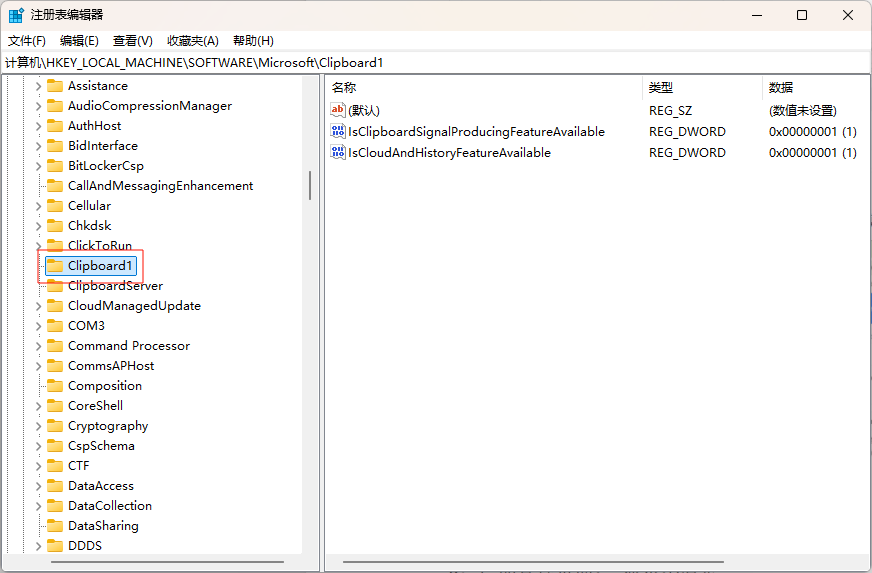 注册表编辑器
文件(F) 编辑(E) 查看(V) 收藏夹(A) 帮助(H)
计算机\HKEY_LOCAL_MACHINE\SOFTWARE\Microsoft\Clipboard1
Assistance
AudioCompressionManager
AuthHost
BidInterface
BitLockerCsp
CallAndMessagingEnhancement
Cellular
Chkdsk
ClickToRun
Clipboard1
ClipboardServer
CloudManagedUpdate
COM3
Command Processor
CommsAPHost
Composition
CoreShell
Cryptography
CspSchema
CTF
DataAccess
DataCollection
DataSharing
DDDS
名称 类型 数据
ab (默认) REG_SZ (数值未设置)
IsClipboardSignalProducingFeatureAvailable REG_DWORD 0x00000001 (1)
IsCloudAndHistoryFeatureAvailable REG_DWORD 0x00000001 (1)